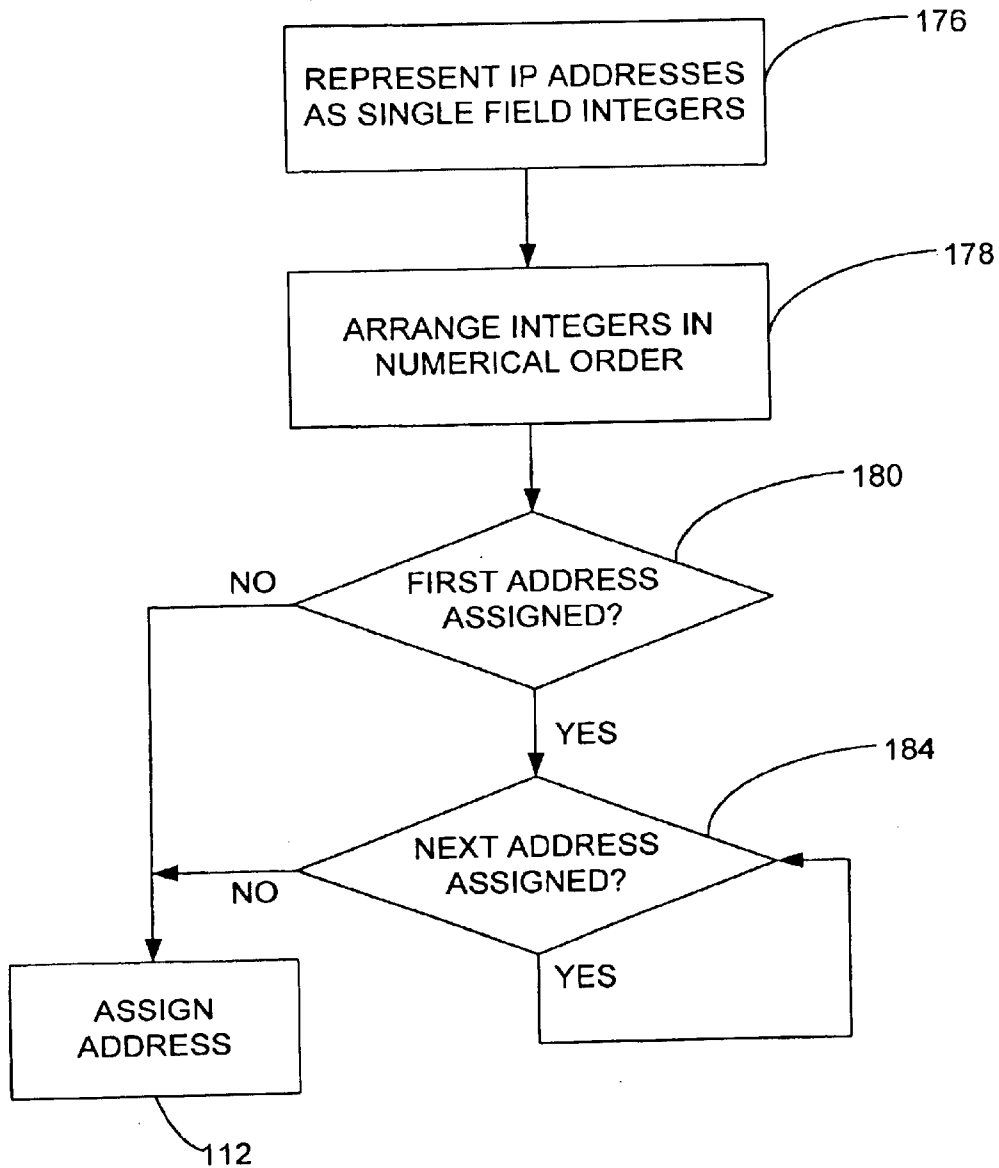 176
REPRESENT IP ADDRESSES
AS SINGLE FIELD INTEGERS
178
ARRANGE INTEGERS IN
NUMERICAL ORDER
180
NO
FIRST ADDRESS
ASSIGNED?
YES
184
NEXT ADDRESS
ASSIGNED?
NO
YES
ASSIGN
ADDRESS
112